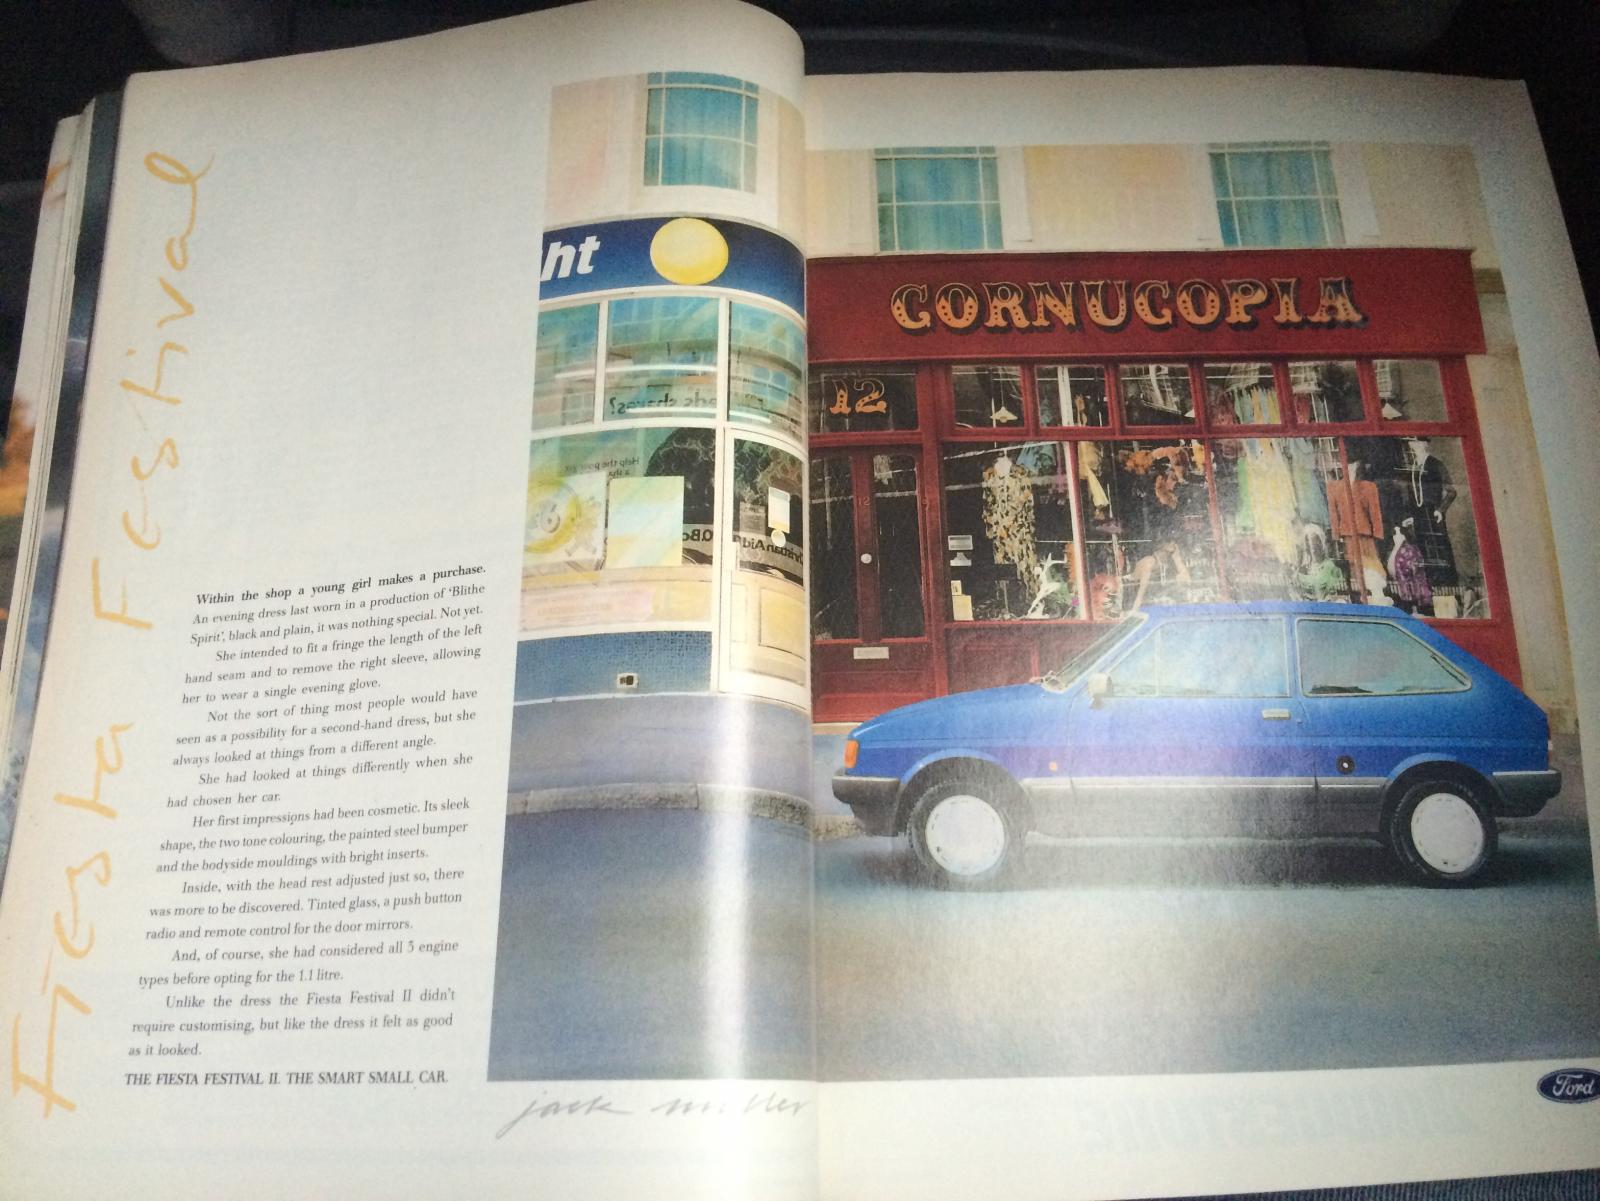 Fiesta Festival
Within the shop a young girl makes a purchase.
An evening dress last worn in a production of ‘Blithe
Spirit’, black and plain, it was nothing special. Not yet.
She intended to fit a fringe the length of the left
hand seam and to remove the right sleeve, allowing
her to wear a single evening glove.
Not the sort of thing most people would have
seen as a possibility for a second-hand dress, but she
always looked at things from a different angle.
She had looked at things differently when she
had chosen her car.
Her first impressions had been cosmetic. Its sleek
shape, the two tone colouring, the painted steel bumper
and the bodyside mouldings with bright inserts.
Inside, with the head rest adjusted just so, there
was more to be discovered. Tinted glass, a push button
radio and remote control for the door mirrors.
And, of course, she had considered all 3 engine
types before opting for the 1.1 litre.
Unlike the dress the Fiesta Festival II didn't
require customising, but like the dress it felt as good
as it looked.
THE FIESTA FESTIVAL II. THE SMART SMALL CAR.
ht
CORNUCOPIA
12
jack
Ford